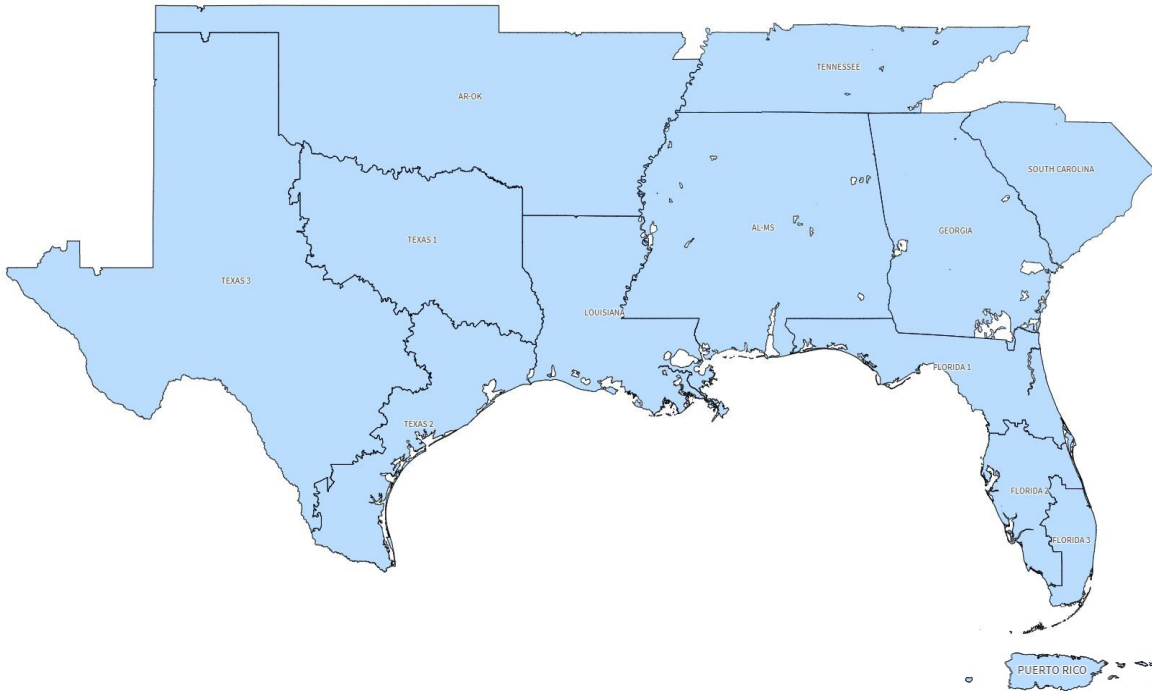 TENNESSEE
AR-OK
SOUTH CAROLINA
AL-MS
GEORGIA
TEXAS 1
TEXAS 3
LOUISIANA
FLORIDA 1
TEXAS 2
FLORIDA 2
FLORIDA 3
PUERTO RICO